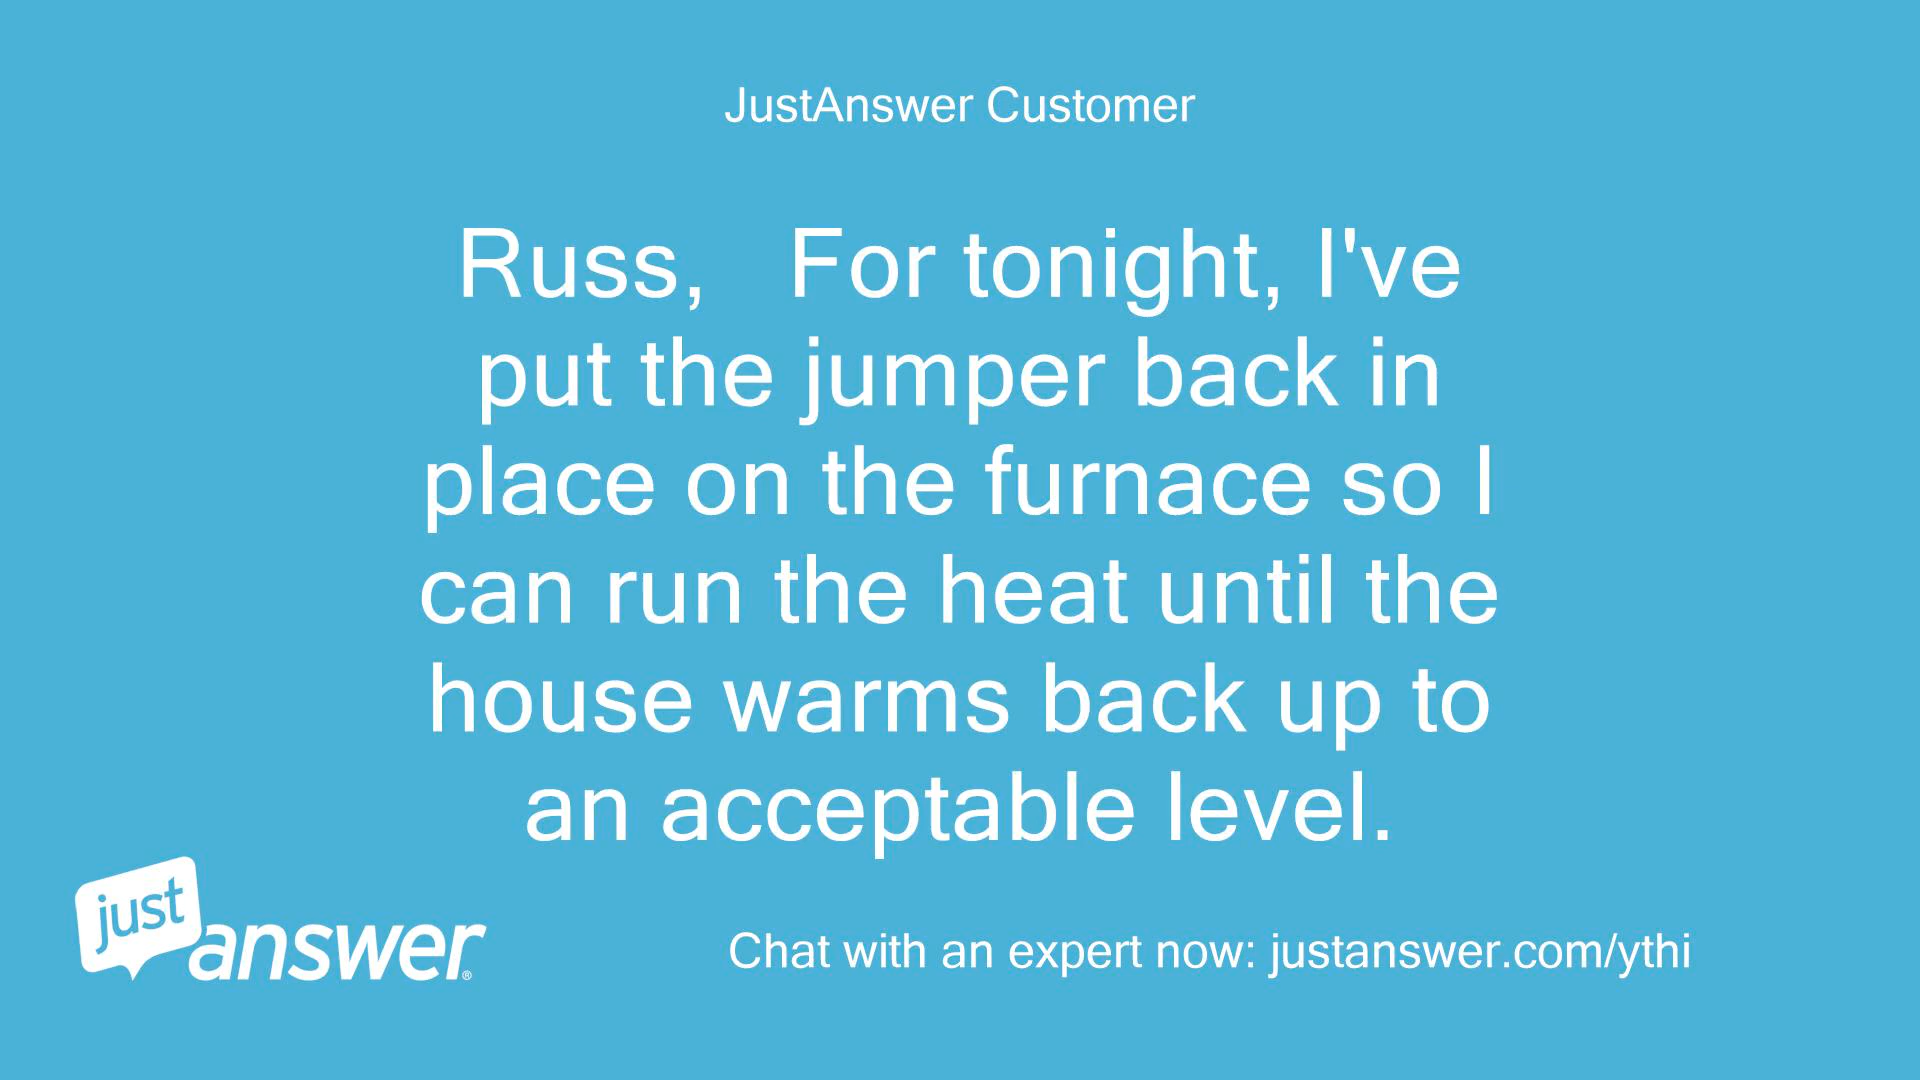 JustAnswer Customer
Russ,   For tonight, I've
put the jumper back in
place on the furnace so I
can run the heat until the
house warms back up to
an acceptable level.
just
answer®
Chat with an expert now: justanswer.com/ythi